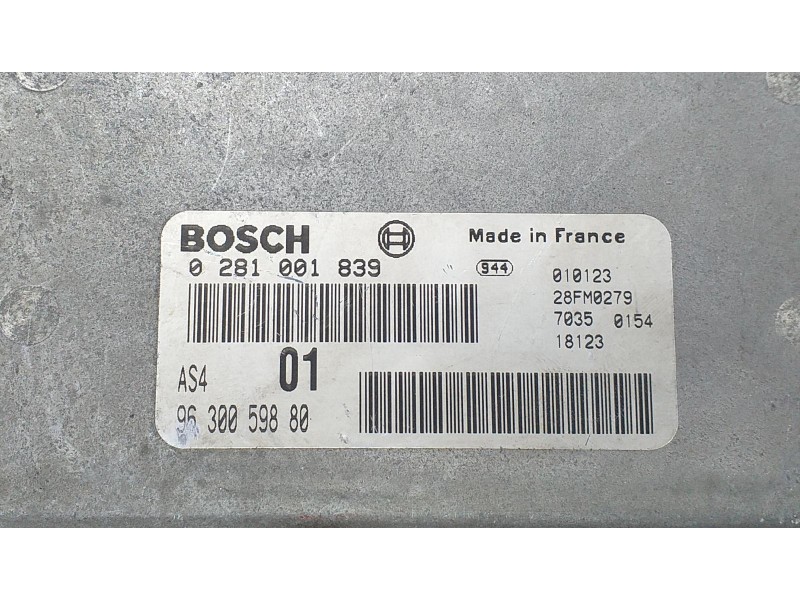 BOSCH Made in France
0 281 001 839 944 010123
28FM0279
7035 0154
18123
AS4 01
96 300 598 80